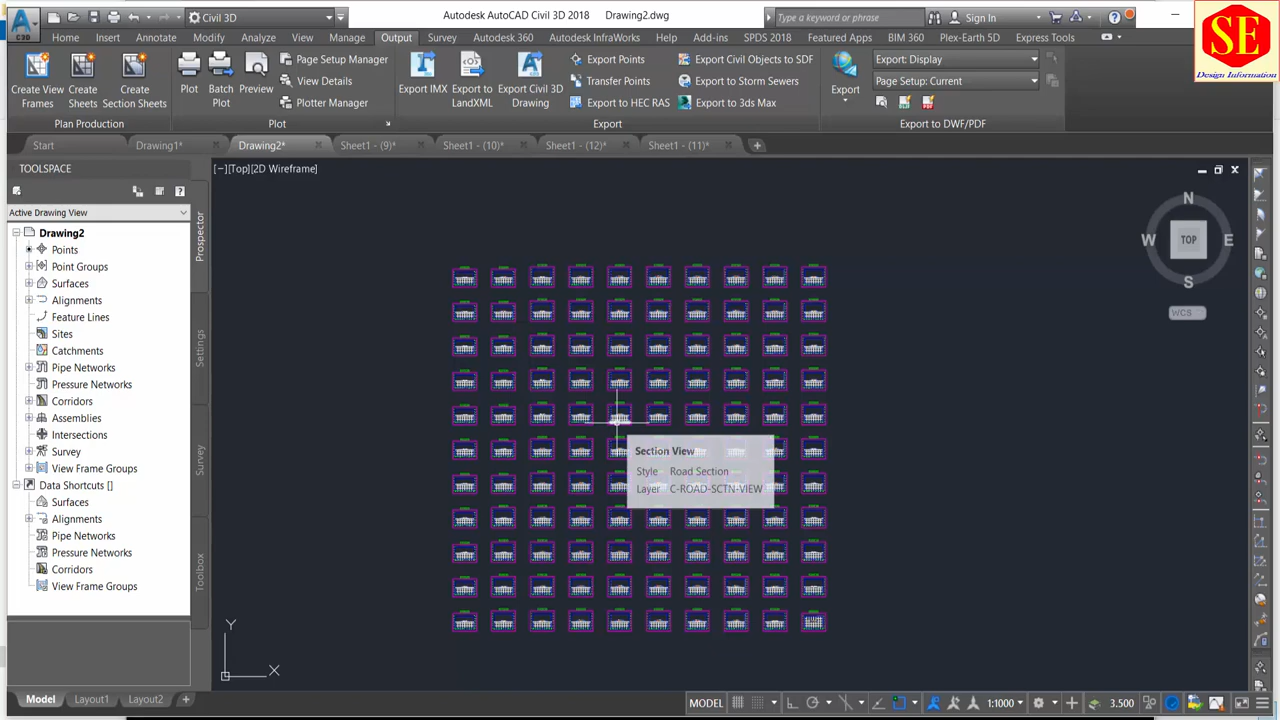 Civil 3D
Autodesk AutoCAD Civil 3D 2018 Drawing2.dwg
Type a keyword or phrase
Sign In
SE
Design Information
C3D
Home Insert Annotate Modify Analyze View Manage Output Survey Autodesk 360 Autodesk InfraWorks Help Add-ins SPDS 2018 Featured Apps BIM 360 Plex-Earth 5D Express Tools
Create View Frames
Create Sheets
Create Section Sheets
Plan Production
Plot
Batch Plot
Preview
Page Setup Manager
View Details
Plotter Manager
Plot
Export IMX
Export to LandXML
Export Civil 3D Drawing
Export Points
Transfer Points
Export to HEC RAS
Export Civil Objects to SDF
Export to Storm Sewers
Export to 3ds Max
Export
Export
Export: Display
Page Setup: Current
Export to DWF/PDF
Start Drawing1* Drawing2* Sheet1 - (9)* Sheet1 - (10)* Sheet1 - (12)* Sheet1 - (11)*
TOOLSPACE
Active Drawing View
Drawing2
Points
Point Groups
Surfaces
Alignments
Feature Lines
Sites
Catchments
Pipe Networks
Pressure Networks
Corridors
Assemblies
Intersections
Survey
View Frame Groups
Data Shortcuts []
Surfaces
Alignments
Pipe Networks
Pressure Networks
Corridors
View Frame Groups
Prospector
Settings
Survey
Toolbox
[−][Top][2D Wireframe]
N
W TOP E
S
WCS
Section View
Style Road Section
Layer C-ROAD-SCTN-VIEW
Y
X
Model Layout1 Layout2
MODEL
1:1000
3.500